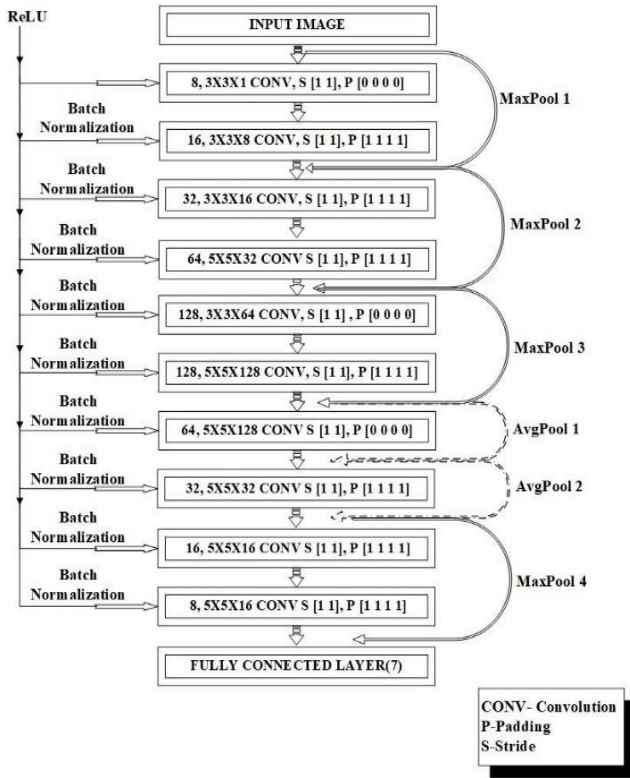 ReLU
INPUT IMAGE
8, 3X3X1 CONV, S [1 1], P [0 0 0 0]
MaxPool 1
Batch
Normalization
16, 3X3X8 CONV, S [1 1], P [1 1 1 1]
Batch
Normalization
32, 3X3X16 CONV, S [1 1], P [1 1 1 1]
MaxPool 2
Batch
Normalization
64, 5X5X32 CONV S [1 1], P [1 1 1 1]
Batch
Normalization
128, 3X3X64 CONV, S [1 1] , P [0 0 0 0]
MaxPool 3
Batch
Normalization
128, 5X5X128 CONV, S [1 1], P [1 1 1 1]
Batch
Normalization
64, 5X5X128 CONV S [1 1], P [0 0 0 0]
AvgPool 1
Batch
Normalization
32, 5X5X32 CONV S [1 1], P [1 1 1 1]
AvgPool 2
Batch
Normalization
16, 5X5X16 CONV S [1 1], P [1 1 1 1]
MaxPool 4
Batch
Normalization
8, 5X5X16 CONV S [1 1], P [1 1 1 1]
FULLY CONNECTED LAYER(7)
CONV- Convolution
P-Padding
S-Stride